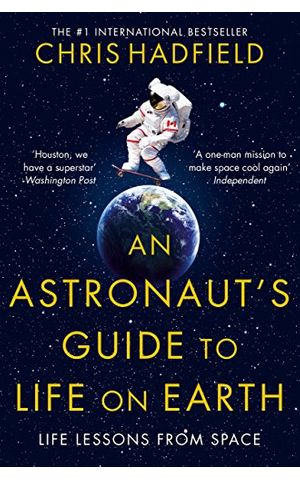 THE #1 INTERNATIONAL BESTSELLER
CHRIS HADFIELD
'Houston, we
have a superstar'
Washington Post
'A one-man mission to
make space cool again'
Independent
AN
ASTRONAUT'S
GUIDE TO
LIFE ON EARTH
LIFE LESSONS FROM SPACE